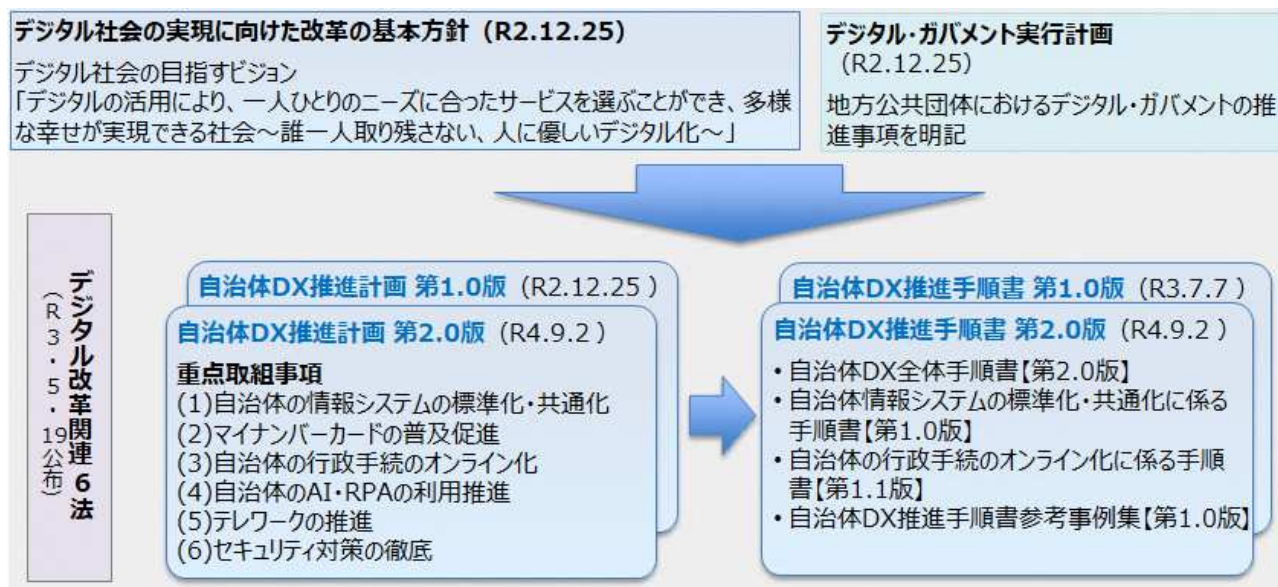 デジタル社会の実現に向けた改革の基本方針（R2.12.25）
デジタル社会の目指すビジョン
「デジタルの活用により、一人ひとりのニーズに合ったサービスを選ぶことができ、多様
な幸せが実現できる社会～誰一人取り残さない、人に優しいデジタル化～」
デジタル・ガバメント実行計画
（R2.12.25）
地方公共団体におけるデジタル・ガバメントの推
進事項を明記
デジタル改革関連６法
（R３・５・19公布）
自治体DX推進計画 第1.0版（R2.12.25 ）
自治体DX推進計画 第2.0版（R4.9.2 ）
重点取組事項
(1)自治体の情報システムの標準化・共通化
(2)マイナンバーカードの普及促進
(3)自治体の行政手続のオンライン化
(4)自治体のAI・RPAの利用推進
(5)テレワークの推進
(6)セキュリティ対策の徹底
自治体DX推進手順書 第1.0版（R3.7.7 ）
自治体DX推進手順書 第2.0版（R4.9.2 ）
・自治体DX全体手順書【第2.0版】
・自治体情報システムの標準化・共通化に係る
手順書【第1.0版】
・自治体の行政手続のオンライン化に係る手順
書【第1.1版】
・自治体DX推進手順書参考事例集【第1.0版】